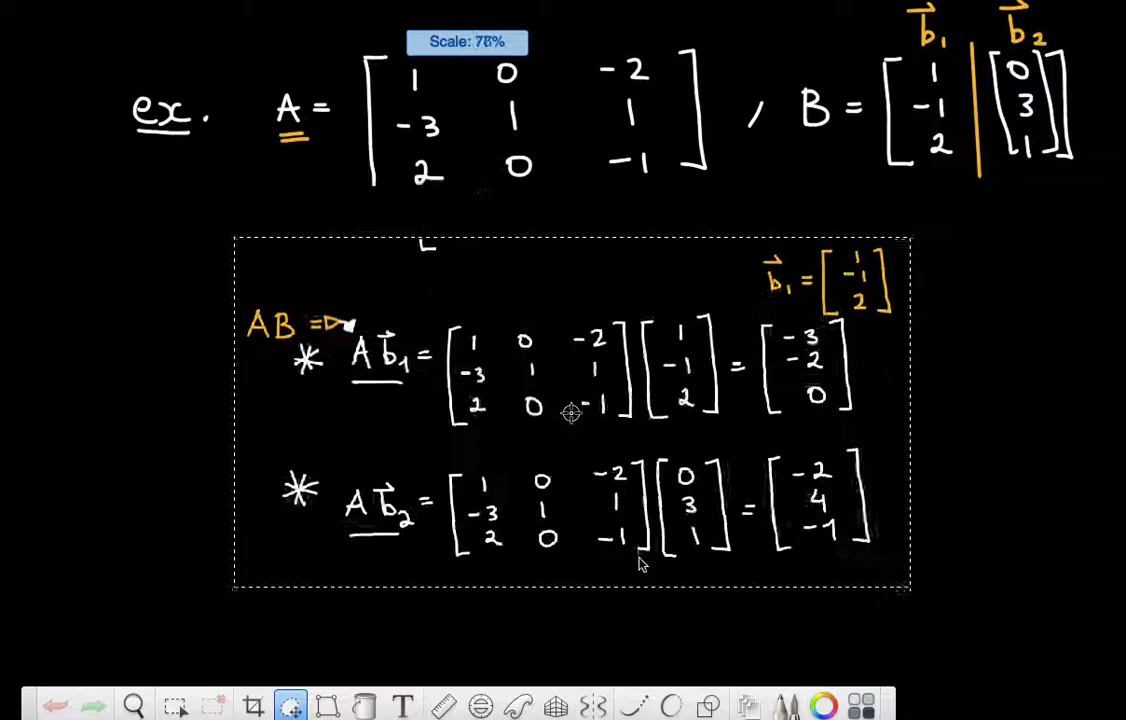 Scale: 78%
b₁ b₂
ex. A = [1 0 -2; -3 1 1; 2 0 -1], B = [1 0; -1 3; 2 1]
b₁ = [1; -1; 2]
AB ⇒
* Ab₁ = [1 0 -2; -3 1 1; 2 0 -1] [1; -1; 2] = [-3; -2; 0]
* Ab₂ = [1 0 -2; -3 1 1; 2 0 -1] [0; 3; 1] = [-2; 4; -1]
T